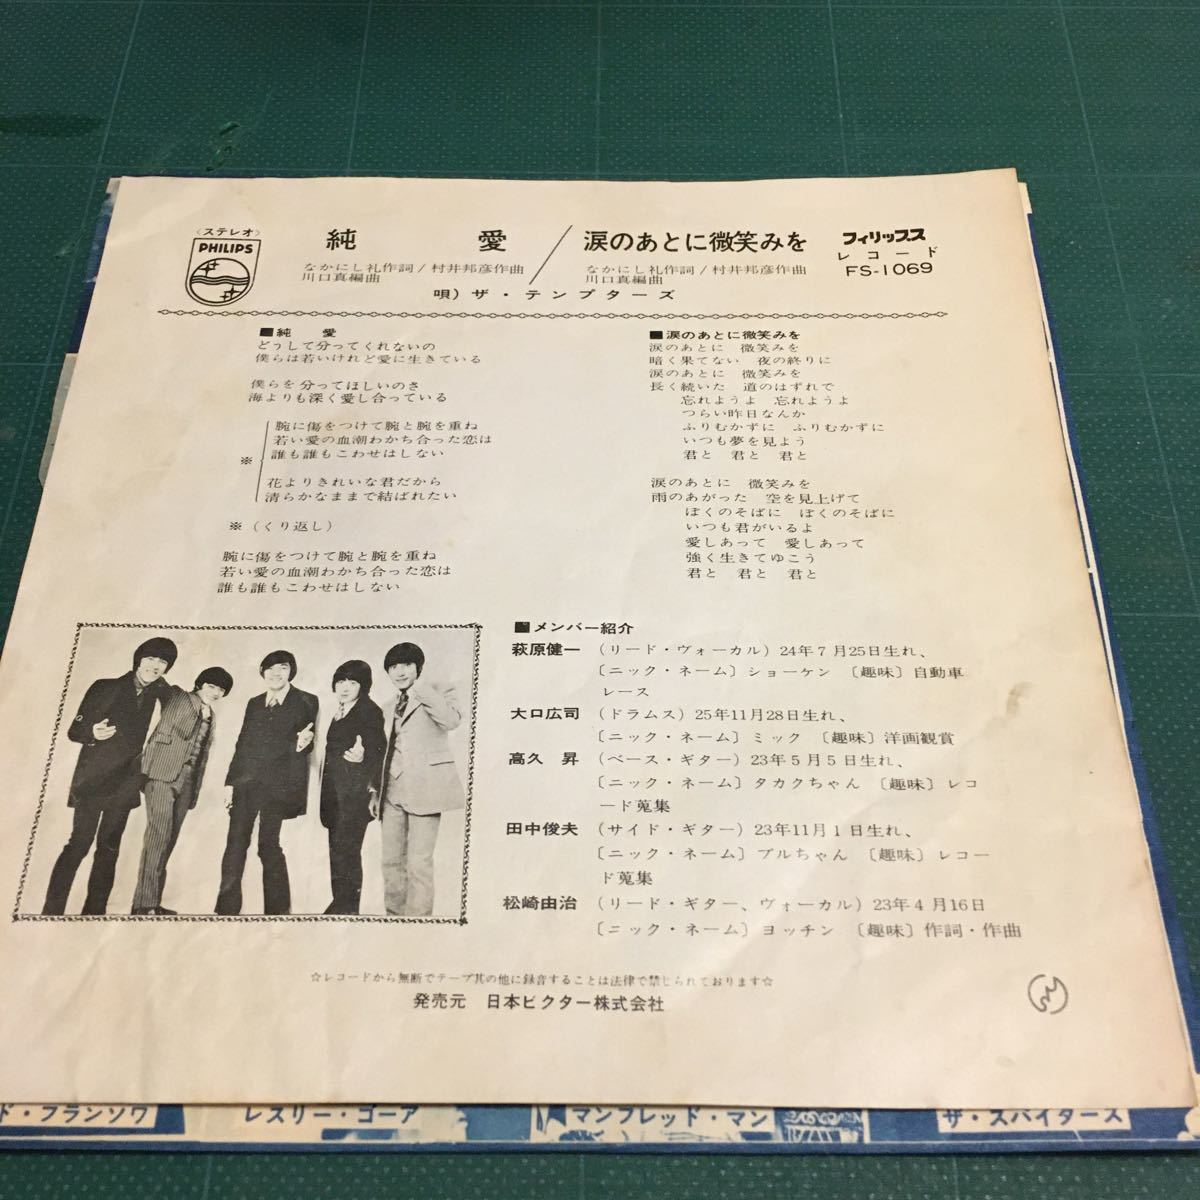 〈ステレオ〉
PHILIPS
純愛
なかにし礼作詞/村井邦彦作曲
川口真編曲
涙のあとに微笑みを
なかにし礼作詞/村井邦彦作曲
川口真編曲
唄）ザ・テンプターズ
フィリップス
レコード
FS-1069
■純　愛
どうして分ってくれないの
僕らは若いけれど愛に生きている
僕らを分ってほしいのさ
海よりも深く愛し合っている
腕に傷をつけて腕と腕を重ね
若い愛の血潮わかち合った恋は
誰も誰もこわせはしない
※
花よりきれいな君だから
清らかなままで結ばれたい
※（くり返し）
腕に傷をつけて腕と腕を重ね
若い愛の血潮わかち合った恋は
誰も誰もこわせはしない
■涙のあとに微笑みを
涙のあとに　微笑みを
暗く果てない　夜の終りに
涙のあとに　微笑みを
長く続いた　道のはずれで
忘れようよ　忘れようよ
つらい昨日なんか
ふりむかずに　ふりむかずに
いつも夢を見よう
君と　君と　君と
涙のあとに　微笑みを
雨のあがった　空を見上げて
ぼくのそばに　ぼくのそばに
いつも君がいるよ
愛しあって　愛しあって
強く生きてゆこう
君と　君と　君と
■メンバー紹介
萩原健一　（リード・ヴォーカル）24年7月25日生れ、
〔ニック・ネーム〕ショーケン　〔趣味〕自動車
レース
大口広司　（ドラムス）25年11月28日生れ、
〔ニック・ネーム〕ミック　〔趣味〕洋画観賞
高久　昇　（ベース・ギター）23年5月5日生れ、
〔ニック・ネーム〕タカクちゃん　〔趣味〕レコ
ード蒐集
田中俊夫　（サイド・ギター）23年11月1日生れ、
〔ニック・ネーム〕ブルちゃん　〔趣味〕レコー
ド蒐集
松崎由治　（リード・ギター、ヴォーカル）23年4月16日
〔ニック・ネーム〕ヨッチン　〔趣味〕作詞・作曲
☆レコードから無断でテープ其の他に録音することは法律で禁じられております☆
発売元　日本ビクター株式会社
ド・フランソワ
レスリー・ゴーア
マンフレッド・マン
ザ・スパイダース